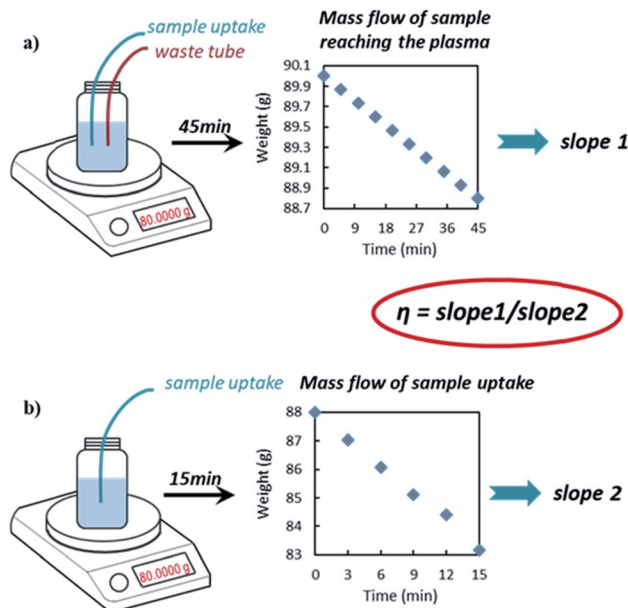 a)
sample uptake
waste tube
45min
80.0000 g
Mass flow of sample
reaching the plasma
Weight (g)
90.1
89.9
89.7
89.5
89.3
89.1
88.9
88.7
0 9 18 27 36 45
Time (min)
slope 1
η = slope1/slope2
b)
sample uptake
15min
80.0000 g
Mass flow of sample uptake
Weight (g)
88
87
86
85
84
83
0 3 6 9 12 15
Time (min)
slope 2